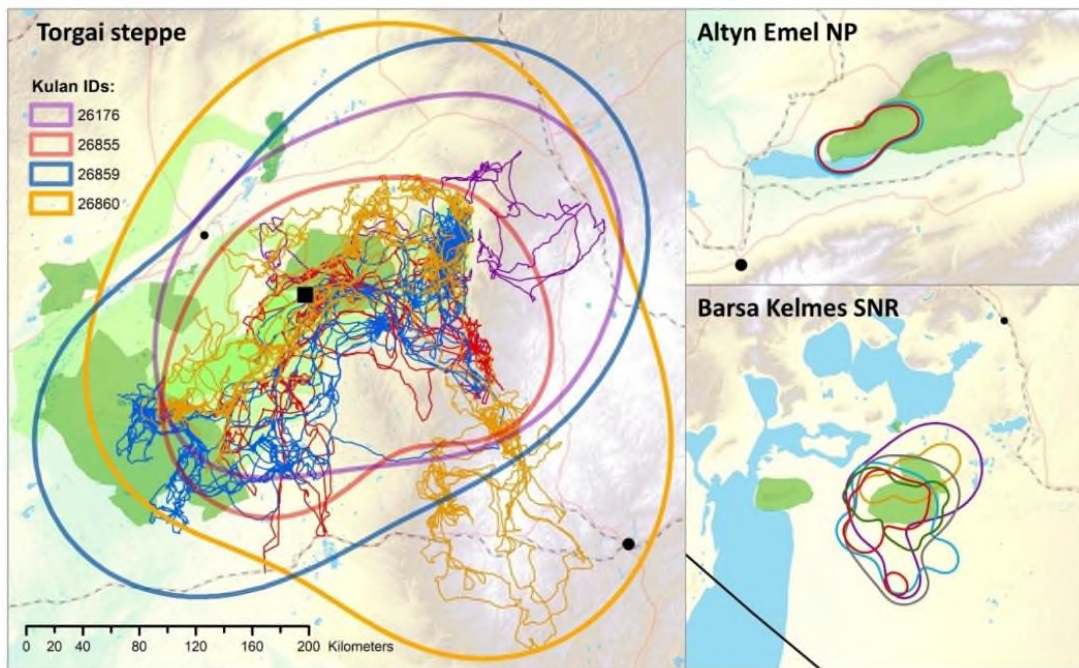 Torgai steppe
Kulan IDs:
26176
26855
26859
26860
0 20 40 80 120 160 200 Kilometers
Altyn Emel NP
Barsa Kelmes SNR